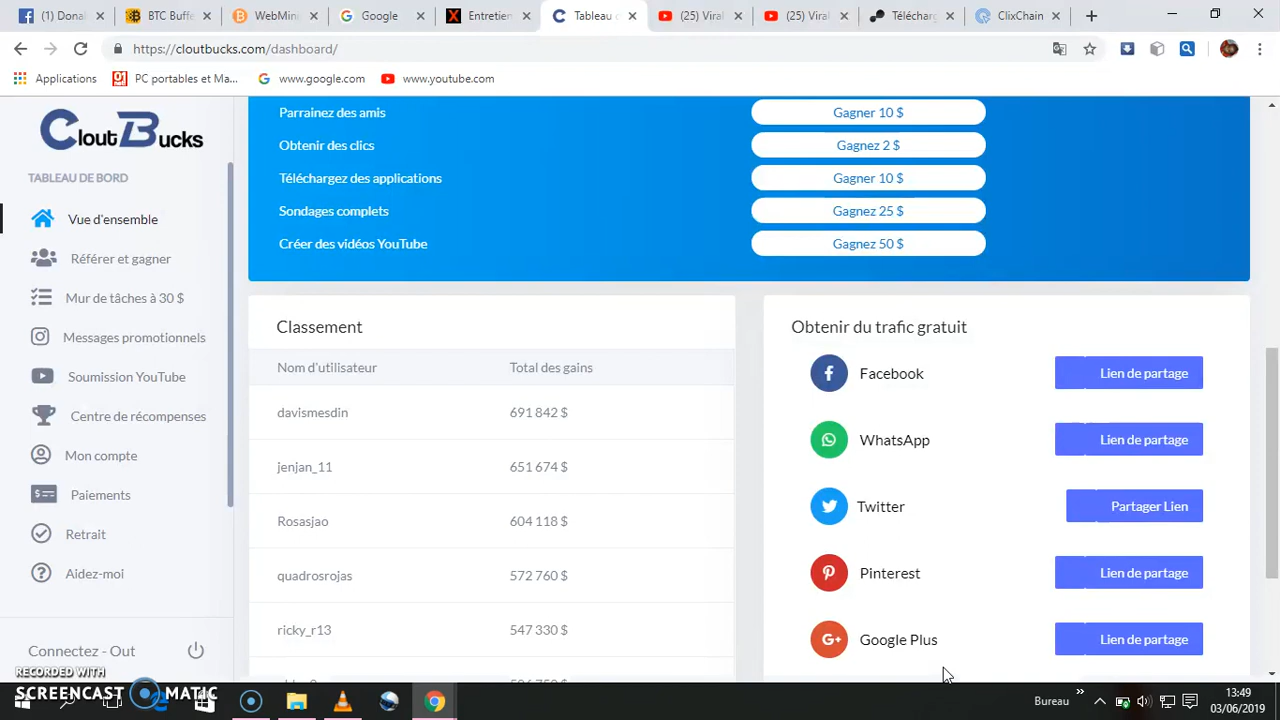 (1) Dona
BTC Buff
WebMin
Google
Entretie
Tableau
(25) Vira
(25) Vira
Télécharg
ClixChain
https://cloutbucks.com/dashboard/
Applications
PC portables et Ma...
www.google.com
www.youtube.com
CloutBucks
TABLEAU DE BORD
Vue d'ensemble
Référer et gagner
Mur de tâches à 30 $
Messages promotionnels
Soumission YouTube
Centre de récompenses
Mon compte
Paiements
Retrait
Aidez-moi
Connectez - Out
Parrainez des amis
Gagner 10 $
Obtenir des clics
Gagnez 2 $
Téléchargez des applications
Gagner 10 $
Sondages complets
Gagnez 25 $
Créer des vidéos YouTube
Gagnez 50 $
Classement
Nom d'utilisateur
Total des gains
davismesdin
691 842 $
jenjan_11
651 674 $
Rosasjao
604 118 $
quadrosrojas
572 760 $
ricky_r13
547 330 $
Obtenir du trafic gratuit
Facebook
Lien de partage
WhatsApp
Lien de partage
Twitter
Partager Lien
Pinterest
Lien de partage
Google Plus
Lien de partage
RECORDED WITH
SCREENCAST MATIC
Bureau
13:49
03/06/2019